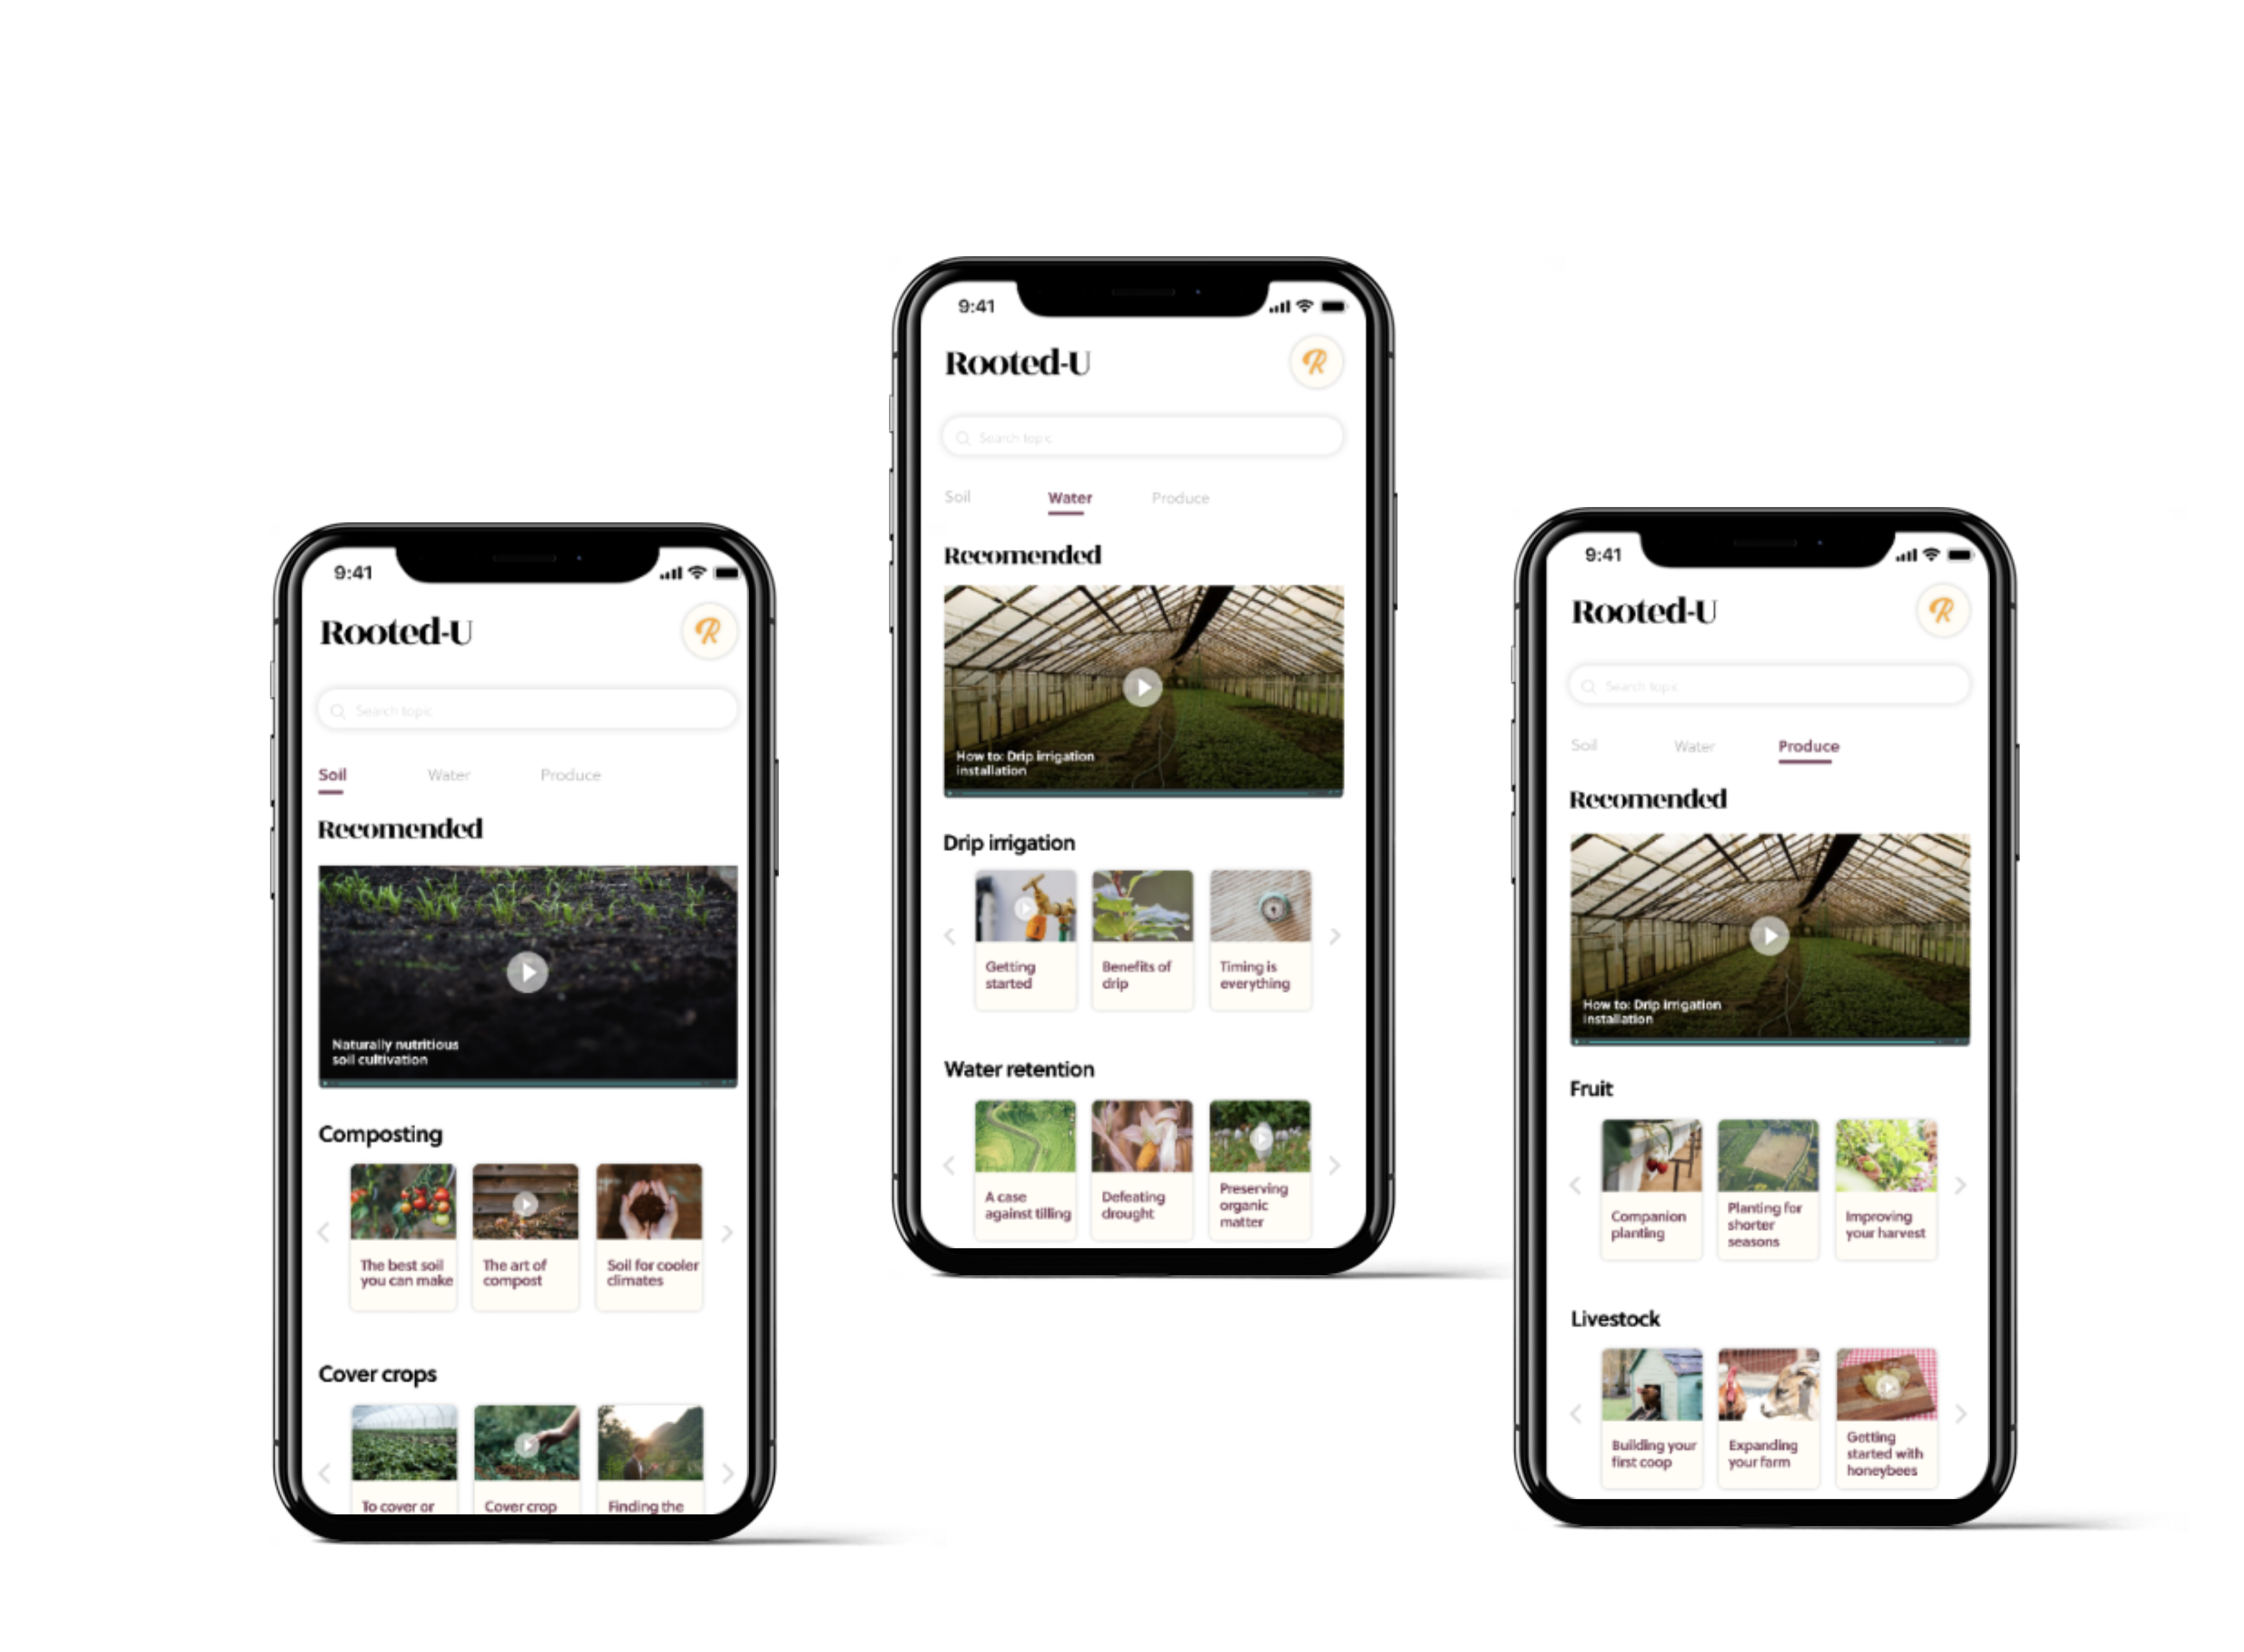 9:41
Rooted-U
R
Search topic
Soil Water Produce
Recomended
Naturally nutritious
soil cultivation
Composting
The best soil
you can make
The art of
compost
Soil for cooler
climates
Cover crops
To cover or
Cover crop
Finding the
9:41
Rooted-U
R
Search topic
Soil Water Produce
Recomended
How to: Drip irrigation
installation
Drip irrigation
Getting
started
Benefits of
drip
Timing is
everything
Water retention
A case
against tilling
Defeating
drought
Preserving
organic
matter
9:41
Rooted-U
R
Search topic
Soil Water Produce
Recomended
How to: Drip irrigation
installation
Fruit
Companion
planting
Planting for
shorter
seasons
Improving
your harvest
Livestock
Building your
first coop
Expanding
your farm
Getting
started with
honeybees